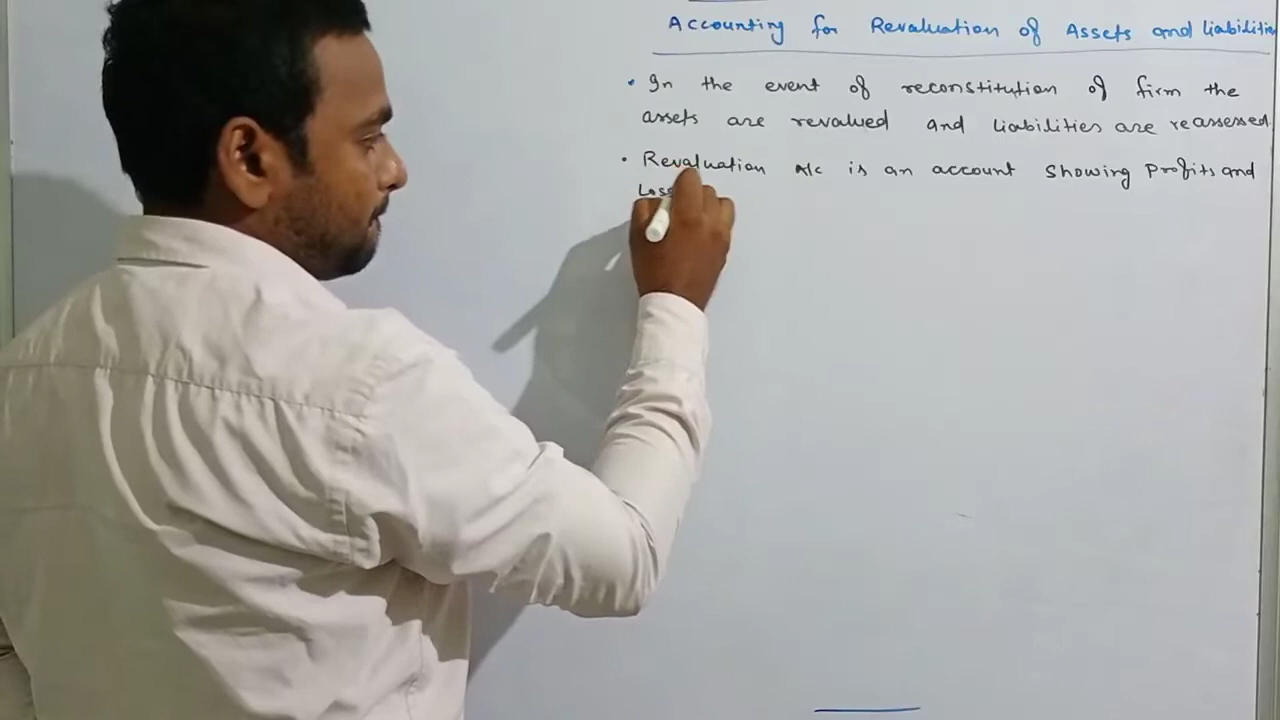 Accounting for Revaluation of Assets and Liabilities
• In the event of reconstitution of firm the
assets are revalued and liabilities are reassessed
• Revaluation A/c is an account showing Profits and
Loss